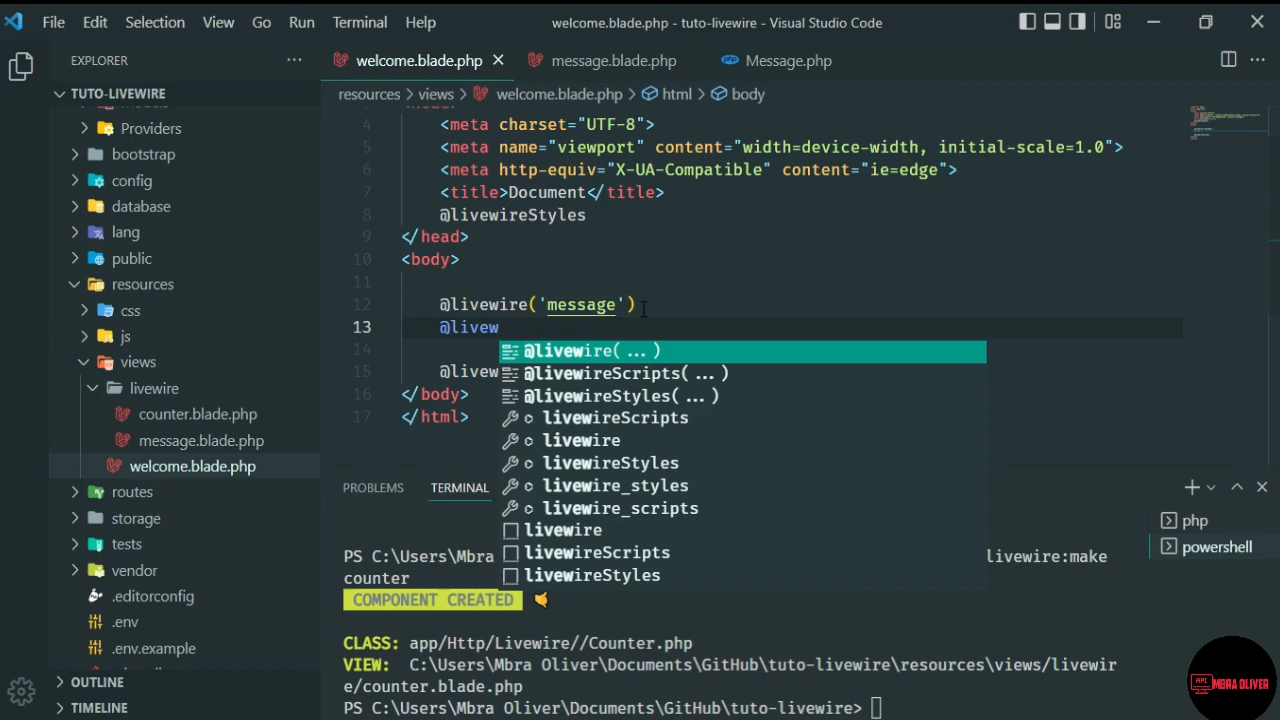 File Edit Selection View Go Run Terminal Help welcome.blade.php - tuto-livewire - Visual Studio Code
EXPLORER
welcome.blade.php message.blade.php Message.php
TUTO-LIVEWIRE
resources > views > welcome.blade.php > html > body
Providers
bootstrap
config
database
lang
public
resources
css
js
views
livewire
counter.blade.php
message.blade.php
welcome.blade.php
routes
storage
tests
vendor
.editorconfig
.env
.env.example
OUTLINE
TIMELINE
4 <meta charset="UTF-8">
5 <meta name="viewport" content="width=device-width, initial-scale=1.0">
6 <meta http-equiv="X-UA-Compatible" content="ie=edge">
7 <title>Document</title>
8 @livewireStyles
9 </head>
10 <body>
11
12 @livewire('message')
13 @livew
14
15 @livew
16 </body>
17 </html>
@livewire(...)
@livewireScripts(...)
@livewireStyles(...)
livewireScripts
livewire
livewireStyles
livewire_styles
livewire_scripts
livewire
livewireScripts
livewireStyles
PROBLEMS TERMINAL
php
powershell
PS C:\Users\Mbra livewire:make
counter
COMPONENT CREATED
CLASS: app/Http/Livewire//Counter.php
VIEW: C:\Users\Mbra Oliver\Documents\GitHub\tuto-livewire\resources\views/livewir
e/counter.blade.php
PS C:\Users\Mbra Oliver\Documents\GitHub\tuto-livewire>
API
MBRA OLIVER